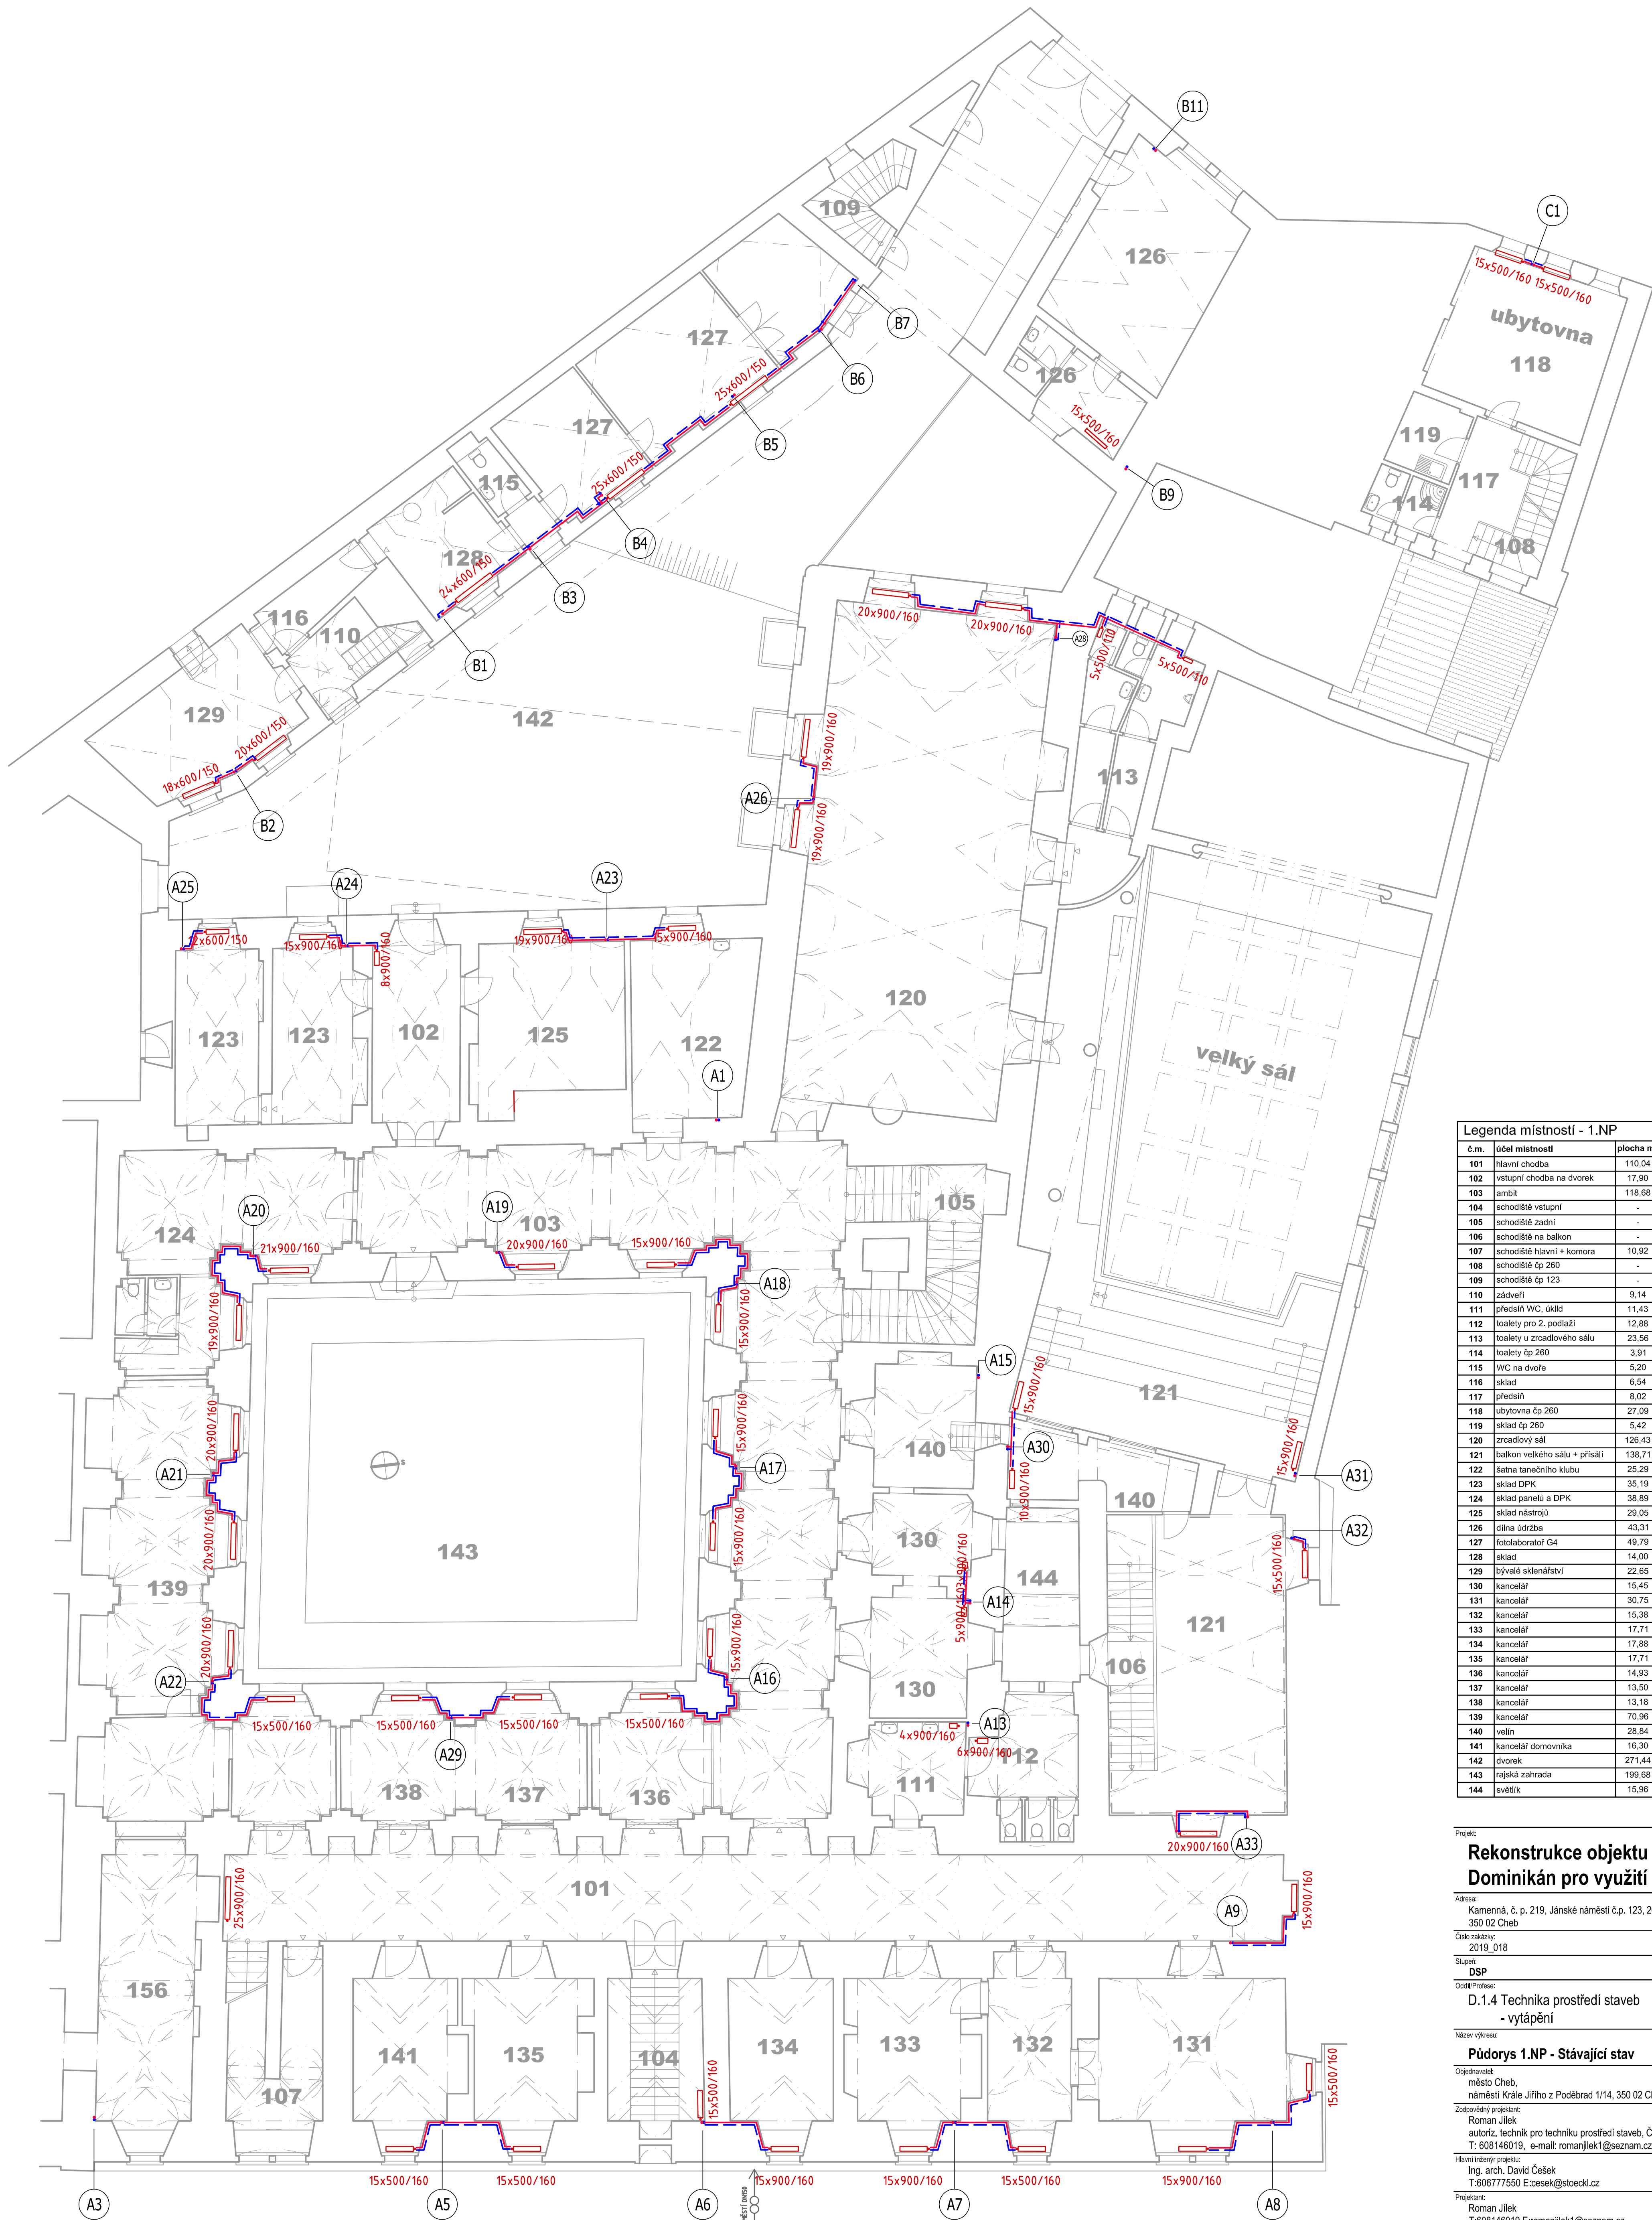 B11
109
C1
126
15x500/160 15x500/160
ubytovna
118
B7
127
25x600/150
B6
126
15x500/160
119
B5
127
25x600/150
115
B9
117
114
B4
128
24x600/150
108
B3
116
110
B1
20x900/160
20x900/160
A28
5x500/110
5x500/110
129
20x600/150
142
18x600/150
19x900/160
113
A26
B2
19x900/160
A25
A24
A23
15x900/160
8x900/160
19x900/160
15x900/160
120
123
123
102
125
122
velký sál
A1
124
A20
A19
103
105
21x900/160
20x900/160
15x900/160
A18
19x900/160
15x900/160
A15
15x900/160
121
20x900/160
15x900/160
140
A30
15x900/160
A21
A17
A31
10x900/160
140
20x900/160
15x900/160
130
A32
143
139
144
15x500/160
A14
121
20x900/160
15x900/160
A22
A16
106
130
15x500/160
15x500/160
15x500/160
15x500/160
A13
4x900/160
6x900/160
A29
112
138
137
136
111
20x900/160
A33
101
25x900/160
15x900/160
A9
156
141
135
104
134
133
132
131
107
15x500/160
15x500/160
15x500/160
15x500/160
15x900/160
15x900/160
15x500/160
15x900/160
A3
A5
A6
A7
A8
Legenda místností - 1.NP
č.m. účel místnosti plocha m
101 hlavní chodba 110,04
102 vstupní chodba na dvorek 17,90
103 ambit 118,68
104 schodiště vstupní -
105 schodiště zadní -
106 schodiště na balkon -
107 schodiště hlavní + komora 10,92
108 schodiště čp 260 -
109 schodiště čp 123 -
110 zádveří 9,14
111 předsíň WC, úklid 11,43
112 toalety pro 2. podlaží 12,88
113 toalety u zrcadlového sálu 23,56
114 toalety čp 260 3,91
115 WC na dvoře 5,20
116 sklad 6,54
117 předsíň 8,02
118 ubytovna čp 260 27,09
119 sklad čp 260 5,42
120 zrcadlový sál 126,43
121 balkon velkého sálu + přísálí 138,71
122 šatna tanečního klubu 25,29
123 sklad DPK 35,19
124 sklad panelů a DPK 38,89
125 sklad nástrojů 29,05
126 dílna údržba 43,31
127 fotolaboratoř G4 49,79
128 sklad 14,00
129 bývalé sklenářství 22,65
130 kancelář 15,45
131 kancelář 30,75
132 kancelář 15,38
133 kancelář 17,71
134 kancelář 17,88
135 kancelář 17,71
136 kancelář 14,93
137 kancelář 13,50
138 kancelář 13,18
139 kancelář 70,96
140 velín 28,84
141 kancelář domovníka 16,30
142 dvorek 271,44
143 rajská zahrada 199,68
144 světlík 15,96
Projekt:
Rekonstrukce objektu
Dominikán pro využití
Adresa:
Kamenná, č. p. 219, Jánské náměstí č.p. 123, 2
350 02 Cheb
Číslo zakázky:
2019_018
Stupeň:
DSP
Oddíl/Profese:
D.1.4 Technika prostředí staveb
- vytápění
Název výkresu:
Půdorys 1.NP - Stávající stav
Objednavatel:
město Cheb,
náměstí Krále Jiřího z Poděbrad 1/14, 350 02 C
Zodpovědný projektant:
Roman Jílek
autoriz, technik pro techniku prostředí staveb, Č
T: 608146019, e-mail: romanjilek1@seznam.cz
Hlavní inženýr projektu:
Ing. arch. David Češek
T:606777550 E:cesek@stoeckl.cz
Projektant:
Roman Jílek